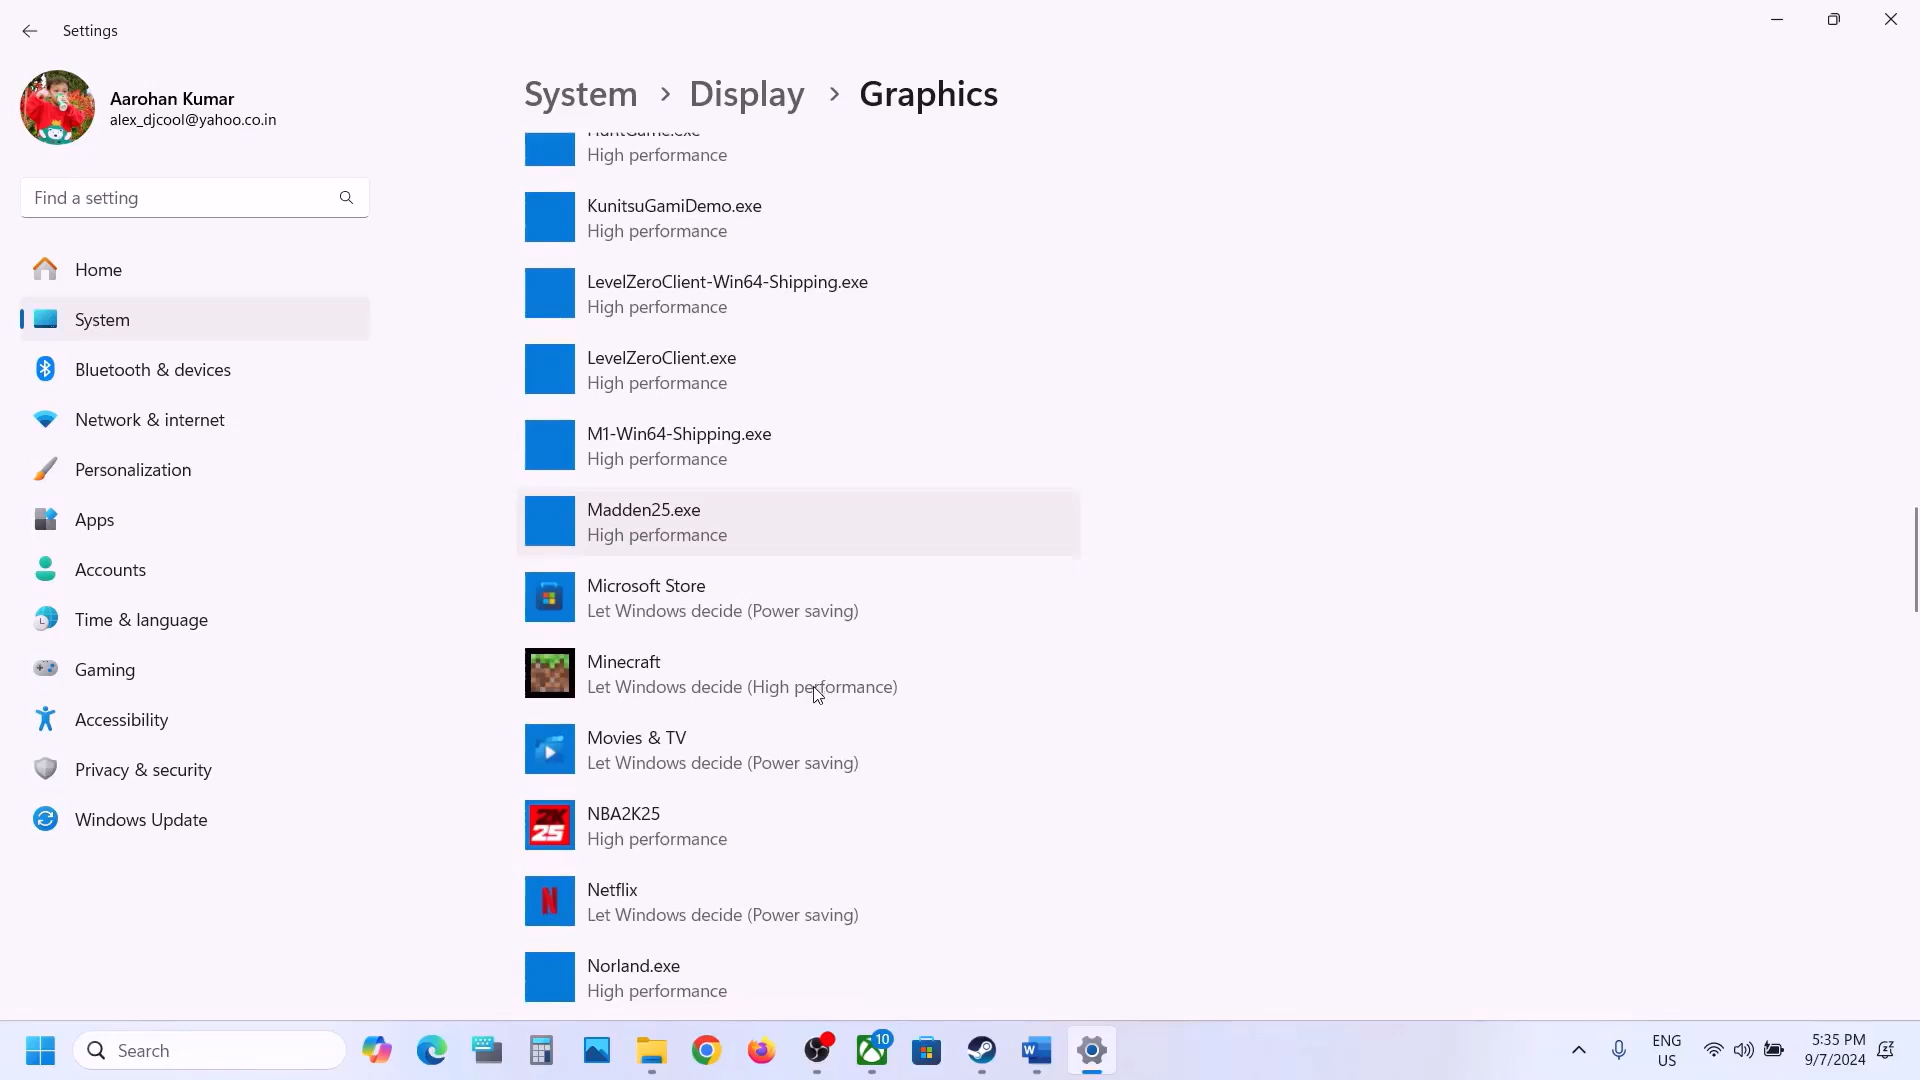 Settings
Aarohan Kumar
alex_djcool@yahoo.co.in
Find a setting
Home
System
Bluetooth & devices
Network & internet
Personalization
Apps
Accounts
Time & language
Gaming
Accessibility
Privacy & security
Windows Update
System > Display > Graphics
HuntGame.exe
High performance
KunitsuGamiDemo.exe
High performance
LevelZeroClient-Win64-Shipping.exe
High performance
LevelZeroClient.exe
High performance
M1-Win64-Shipping.exe
High performance
Madden25.exe
High performance
Microsoft Store
Let Windows decide (Power saving)
Minecraft
Let Windows decide (High performance)
Movies & TV
Let Windows decide (Power saving)
2K
25
NBA2K25
High performance
Netflix
Let Windows decide (Power saving)
Norland.exe
High performance
Search
10
ENG
US
5:35 PM
9/7/2024